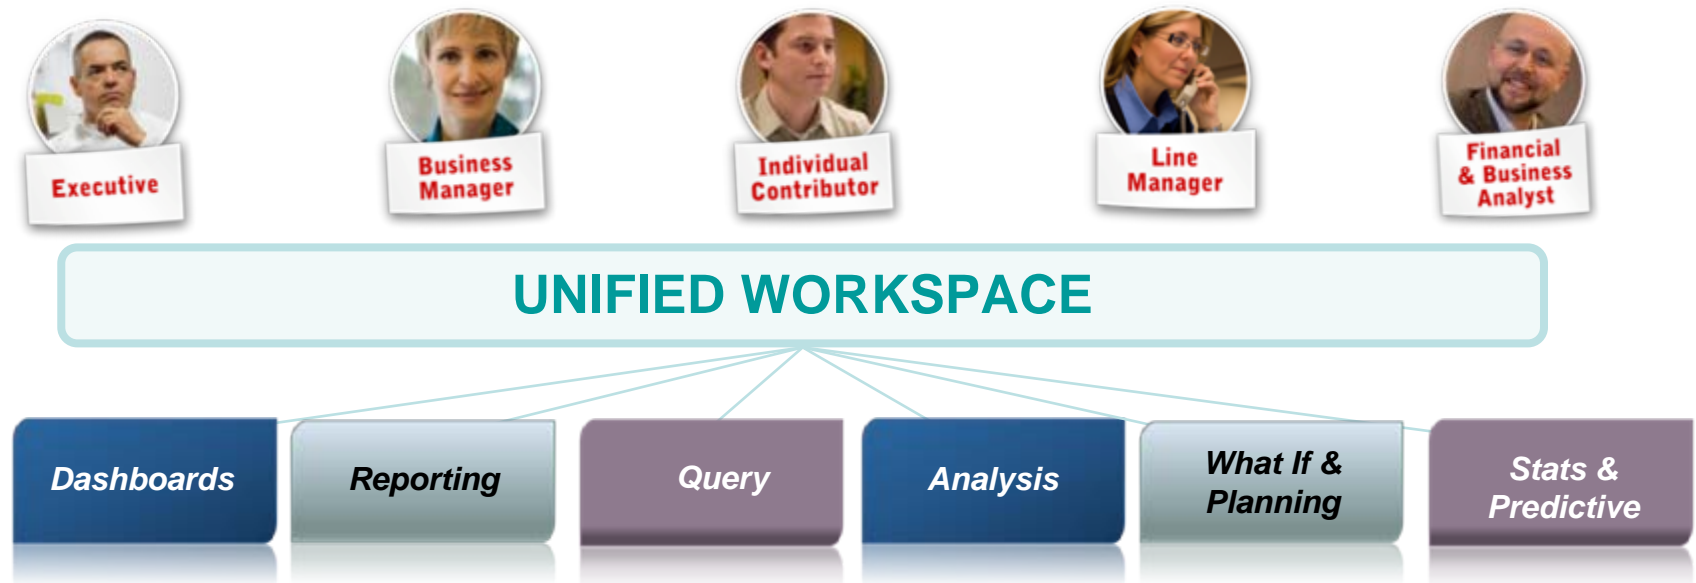 Executive
Business
Manager
Individual
Contributor
Line
Manager
Financial
& Business
Analyst
UNIFIED WORKSPACE
Dashboards
Reporting
Query
Analysis
What If &
Planning
Stats &
Predictive